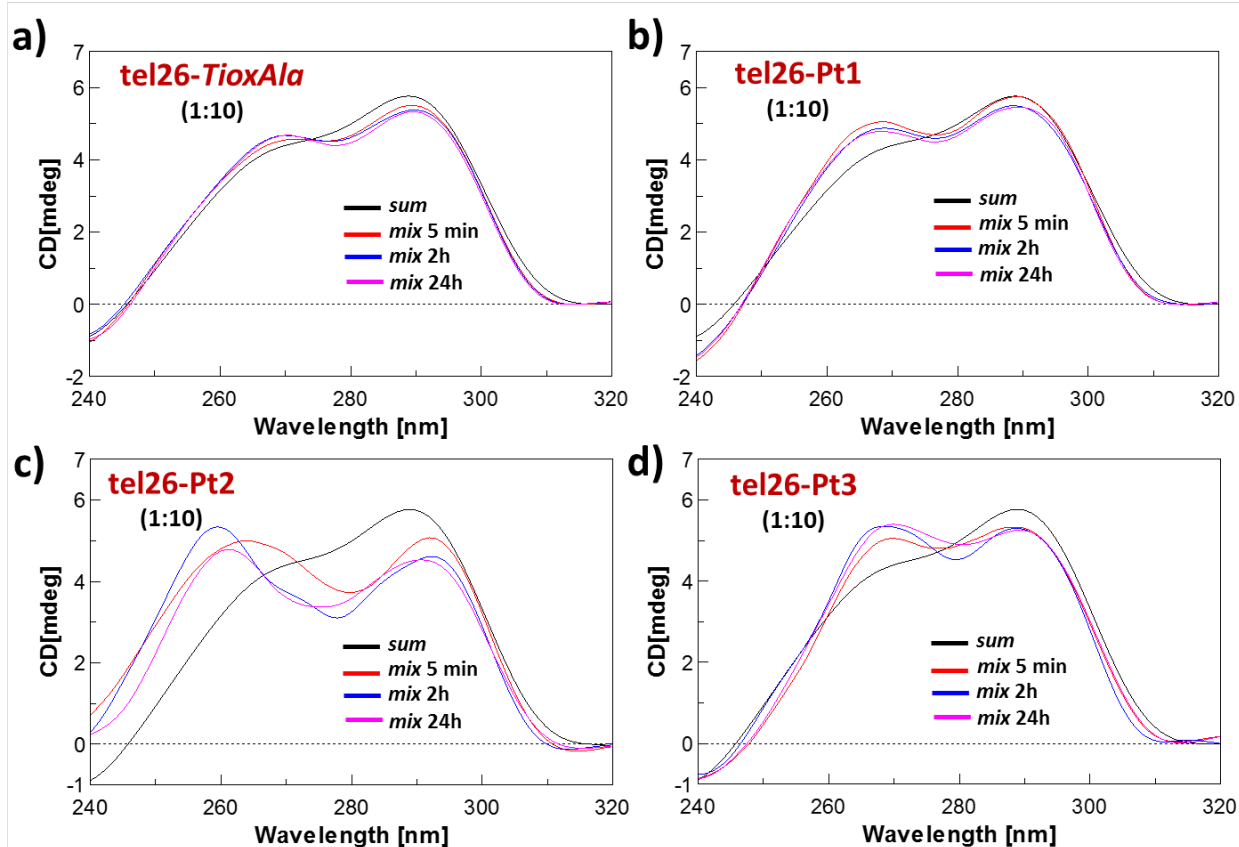 a)
tel26-TioxAla
(1:10)
7
6
4
2
0
-2
CD[mdeg]
sum
mix 5 min
mix 2h
mix 24h
240 260 280 300 320
Wavelength [nm]
b)
tel26-Pt1
(1:10)
7
6
4
2
0
-2
CD[mdeg]
sum
mix 5 min
mix 2h
mix 24h
240 260 280 300 320
Wavelength [nm]
c)
tel26-Pt2
(1:10)
7
6
4
2
0
-1
CD[mdeg]
sum
mix 5 min
mix 2h
mix 24h
240 260 280 300 320
Wavelength [nm]
d)
tel26-Pt3
(1:10)
7
6
4
2
0
-1
CD[mdeg]
sum
mix 5 min
mix 2h
mix 24h
240 260 280 300 320
Wavelength [nm]